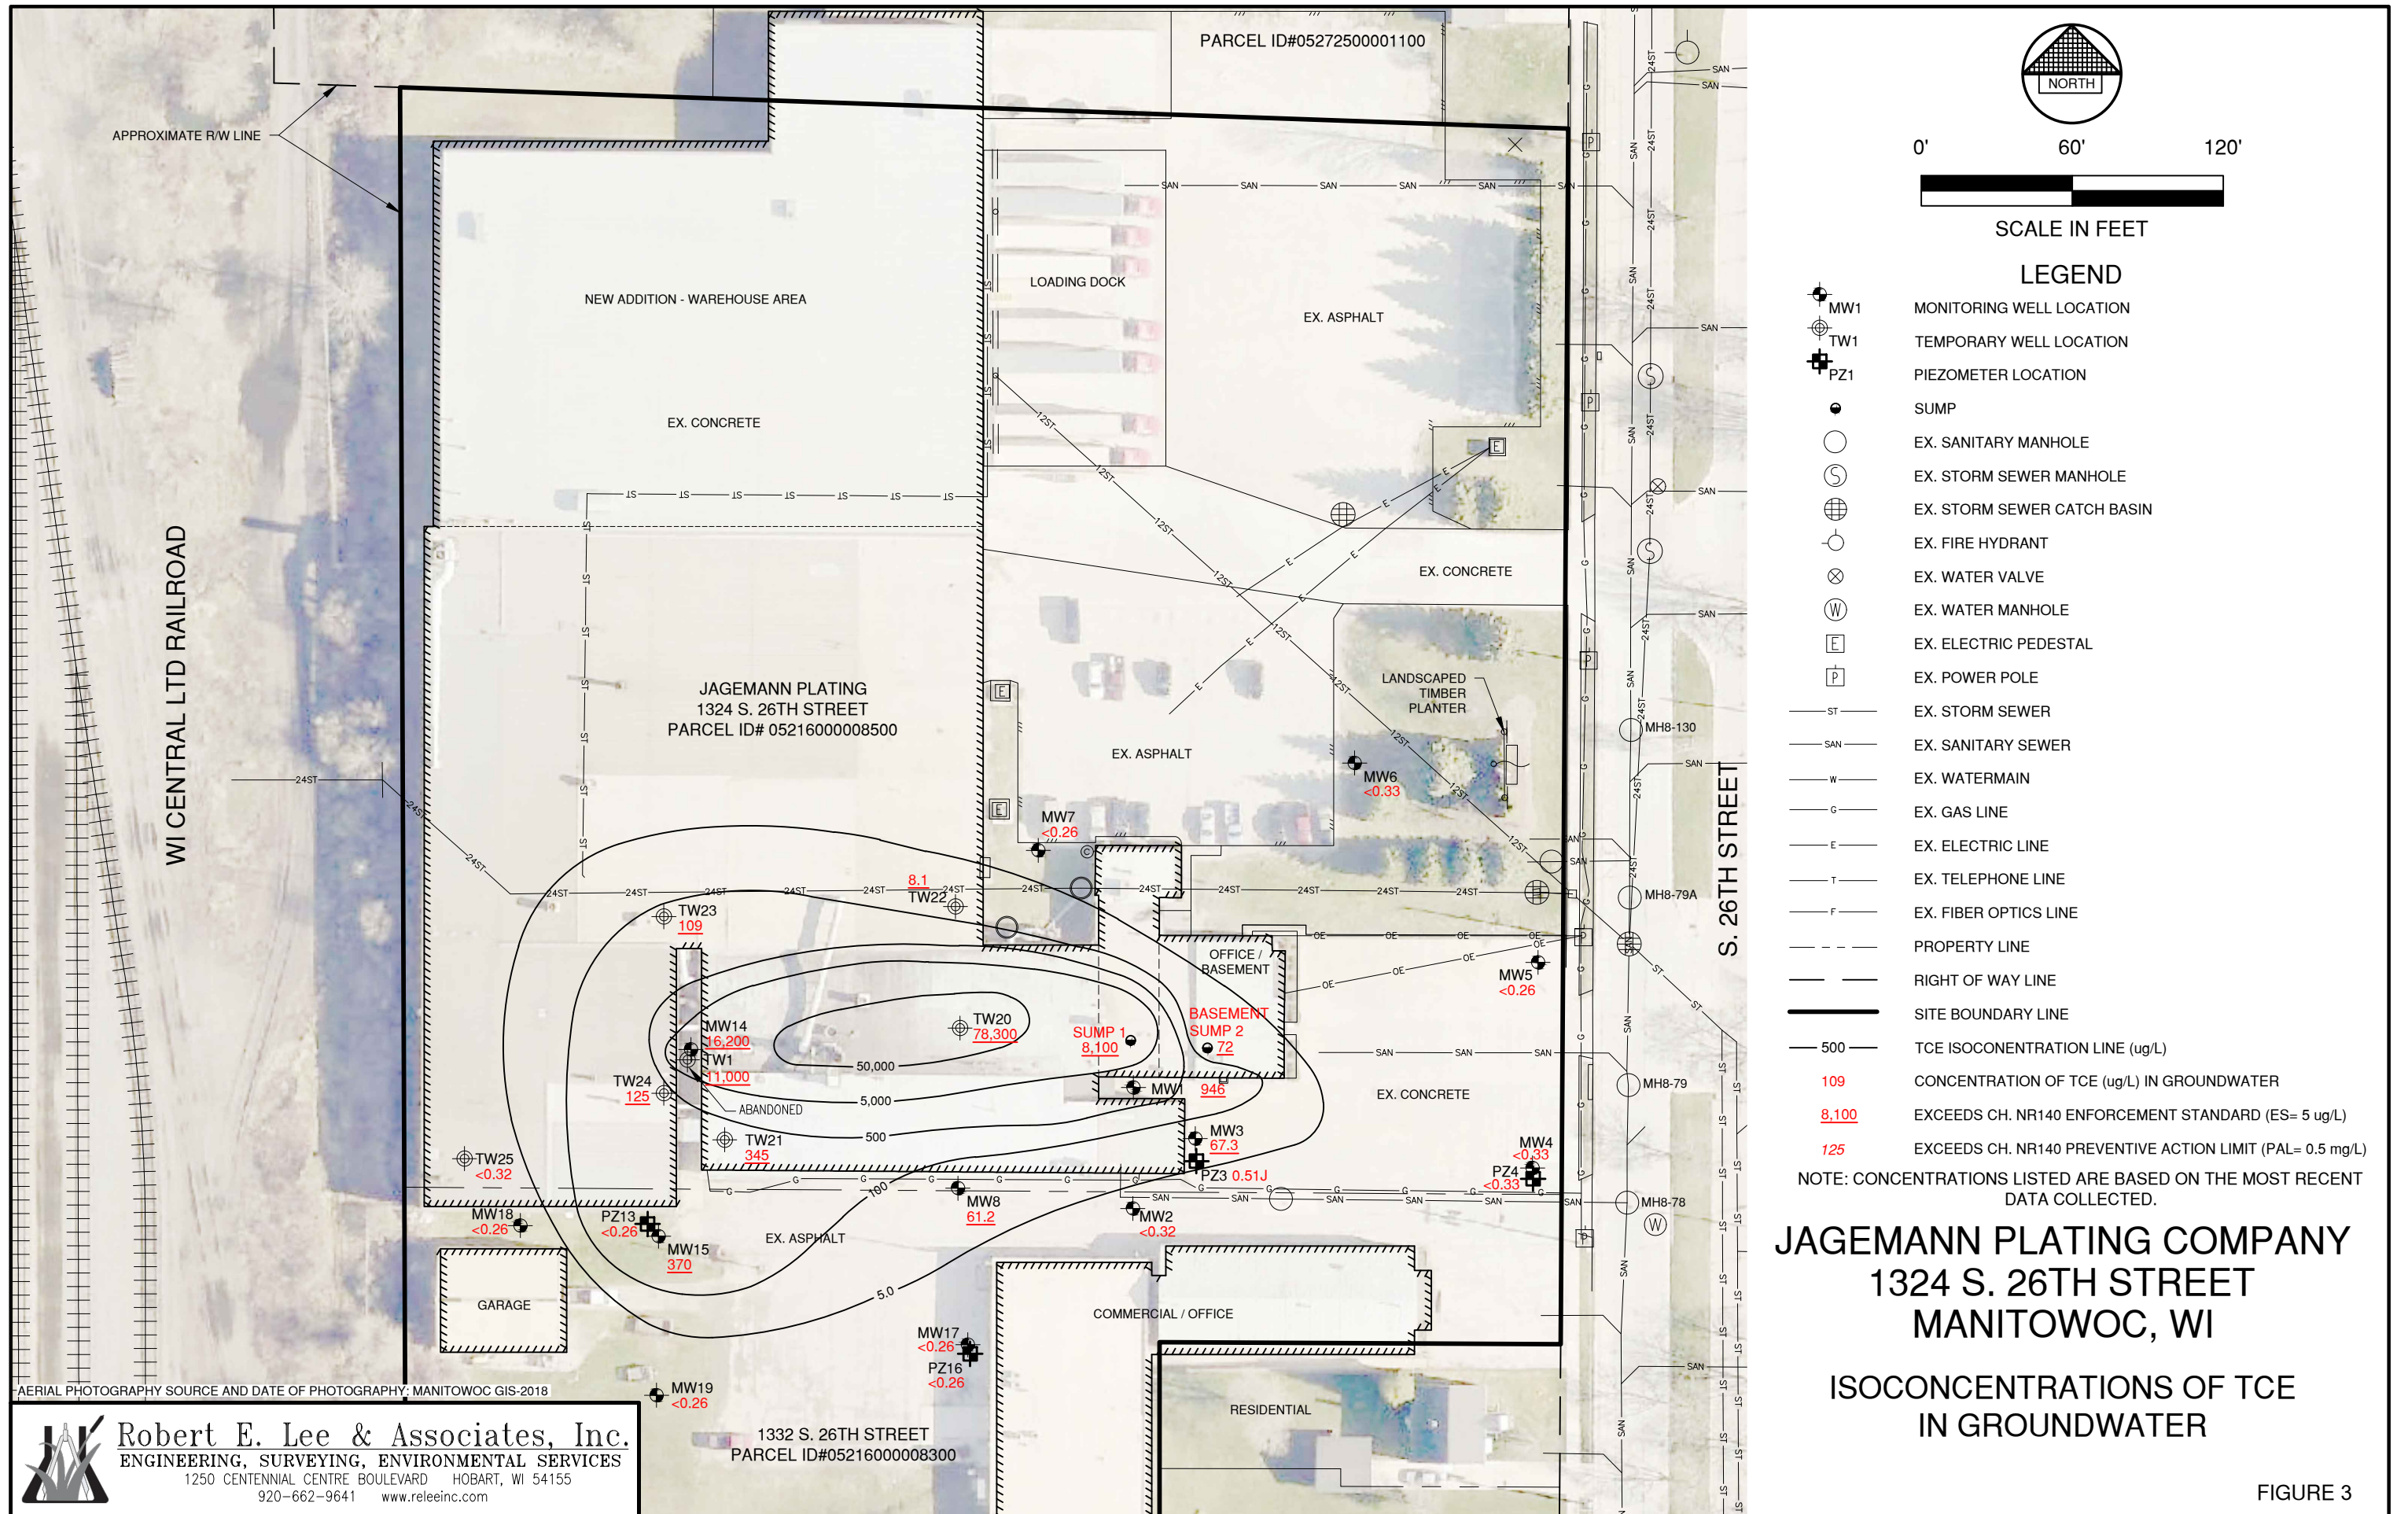 PARCEL ID#05272500001100
APPROXIMATE R/W LINE
NEW ADDITION - WAREHOUSE AREA
LOADING DOCK
EX. ASPHALT
EX. CONCRETE
EX. CONCRETE
WI CENTRAL LTD RAILROAD
JAGEMANN PLATING
1324 S. 26TH STREET
PARCEL ID# 05216000008500
LANDSCAPED
TIMBER
PLANTER
EX. ASPHALT
MW6
<0.33
MW7
<0.26
S. 26TH STREET
MH8-130
MH8-79A
MH8-79
MH8-78
8.1
TW22
TW23
109
OFFICE /
BASEMENT
MW5
<0.26
MW14
16,200
TW1
11,000
ABANDONED
TW20
78,300
SUMP 1
8,100
BASEMENT
SUMP 2
72
50,000
5,000
500
100
5.0
TW24
125
MW1
946
EX. CONCRETE
TW21
345
MW3
67.3
PZ3 0.51J
MW4
<0.33
PZ4
<0.33
TW25
<0.32
MW8
61.2
MW2
<0.32
MW18
<0.26
PZ13
<0.26
MW15
370
EX. ASPHALT
GARAGE
COMMERCIAL / OFFICE
MW17
<0.26
PZ16
<0.26
MW19
<0.26
RESIDENTIAL
1332 S. 26TH STREET
PARCEL ID#05216000008300
AERIAL PHOTOGRAPHY SOURCE AND DATE OF PHOTOGRAPHY: MANITOWOC GIS-2018
Robert E. Lee & Associates, Inc.
ENGINEERING, SURVEYING, ENVIRONMENTAL SERVICES
1250 CENTENNIAL CENTRE BOULEVARD HOBART, WI 54155
920-662-9641 www.releeinc.com
NORTH
0' 60' 120'
SCALE IN FEET
LEGEND
MW1 MONITORING WELL LOCATION
TW1 TEMPORARY WELL LOCATION
PZ1 PIEZOMETER LOCATION
SUMP
EX. SANITARY MANHOLE
S EX. STORM SEWER MANHOLE
EX. STORM SEWER CATCH BASIN
EX. FIRE HYDRANT
EX. WATER VALVE
W EX. WATER MANHOLE
E EX. ELECTRIC PEDESTAL
P EX. POWER POLE
ST EX. STORM SEWER
SAN EX. SANITARY SEWER
W EX. WATERMAIN
G EX. GAS LINE
E EX. ELECTRIC LINE
T EX. TELEPHONE LINE
F EX. FIBER OPTICS LINE
PROPERTY LINE
RIGHT OF WAY LINE
SITE BOUNDARY LINE
500 TCE ISOCONENTRATION LINE (ug/L)
109 CONCENTRATION OF TCE (ug/L) IN GROUNDWATER
8,100 EXCEEDS CH. NR140 ENFORCEMENT STANDARD (ES= 5 ug/L)
125 EXCEEDS CH. NR140 PREVENTIVE ACTION LIMIT (PAL= 0.5 mg/L)
NOTE: CONCENTRATIONS LISTED ARE BASED ON THE MOST RECENT
DATA COLLECTED.
JAGEMANN PLATING COMPANY
1324 S. 26TH STREET
MANITOWOC, WI
ISOCONCENTRATIONS OF TCE
IN GROUNDWATER
FIGURE 3